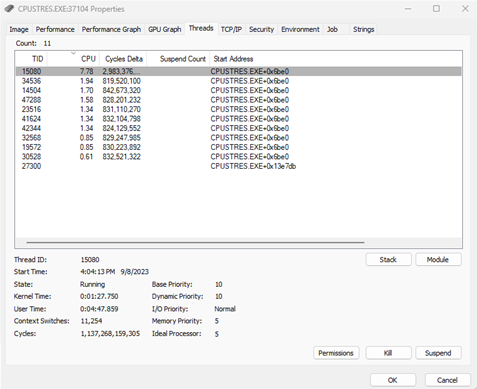 CPUSTRES.EXE:37104 Properties
Image Performance Performance Graph GPU Graph Threads TCP/IP Security Environment Job Strings
Count: 11
TID CPU Cycles Delta Suspend Count Start Address
15080 7.78 2,983,376,... CPUSTRES.EXE+0x6be0
34536 1.94 819,520,100 CPUSTRES.EXE+0x6be0
14504 1.70 842,673,320 CPUSTRES.EXE+0x6be0
47288 1.58 828,201,232 CPUSTRES.EXE+0x6be0
23516 1.34 831,110,270 CPUSTRES.EXE+0x6be0
41624 1.34 832,104,798 CPUSTRES.EXE+0x6be0
42344 1.34 824,129,552 CPUSTRES.EXE+0x6be0
32568 0.85 829,247,985 CPUSTRES.EXE+0x6be0
19572 0.85 830,223,892 CPUSTRES.EXE+0x6be0
30528 0.61 832,521,322 CPUSTRES.EXE+0x6be0
27300 CPUSTRES.EXE+0x13e7db
Thread ID: 15080 Stack Module
Start Time: 4:04:13 PM 9/8/2023
State: Running Base Priority: 10
Kernel Time: 0:01:27.750 Dynamic Priority: 10
User Time: 0:04:47.859 I/O Priority: Normal
Context Switches: 11,254 Memory Priority: 5
Cycles: 1,137,268,159,305 Ideal Processor: 5
Permissions Kill Suspend
OK Cancel